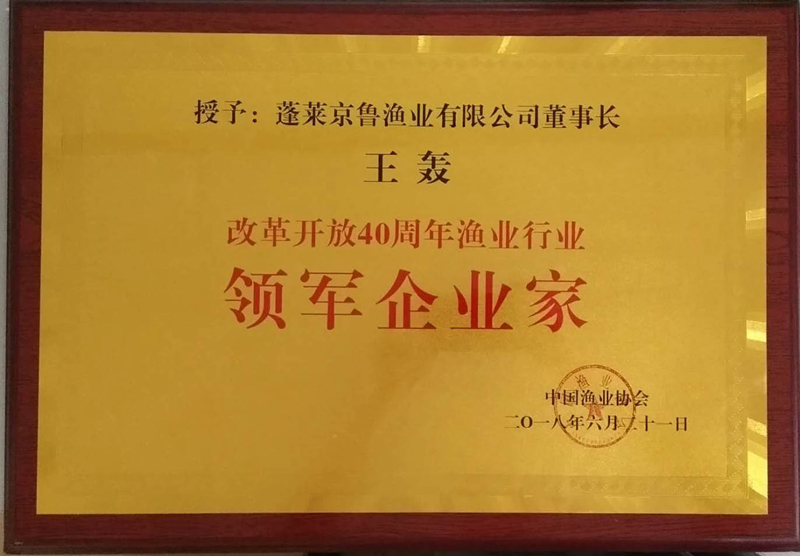 授予：蓬莱京鲁渔业有限公司董事长
王轰
改革开放40周年渔业行业
领军企业家
中国渔业协会
二〇一八年六月二十一日